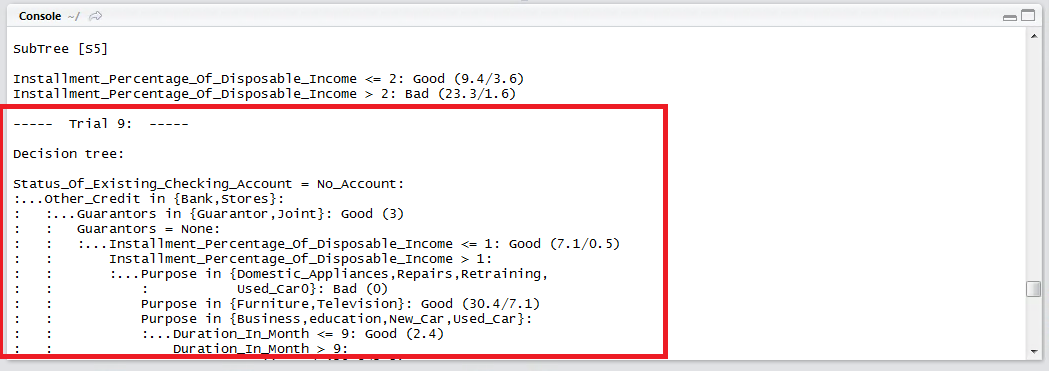 Console ~/
SubTree [S5]
Installment_Percentage_Of_Disposable_Income <= 2: Good (9.4/3.6)
Installment_Percentage_Of_Disposable_Income > 2: Bad (23.3/1.6)
----- Trial 9: -----
Decision tree:
Status_Of_Existing_Checking_Account = No_Account:
:...Other_Credit in {Bank,Stores}:
:   :...Guarantors in {Guarantor,Joint}: Good (3)
:   :   Guarantors = None:
:   :   :...Installment_Percentage_Of_Disposable_Income <= 1: Good (7.1/0.5)
:   :       Installment_Percentage_Of_Disposable_Income > 1:
:   :       :...Purpose in {Domestic_Appliances,Repairs,Retraining,
:   :           :           Used_Car0}: Bad (0)
:   :           Purpose in {Furniture,Television}: Good (30.4/7.1)
:   :           Purpose in {Business,education,New_Car,Used_Car}:
:   :           :...Duration_In_Month <= 9: Good (2.4)
:   :               Duration_In_Month > 9: